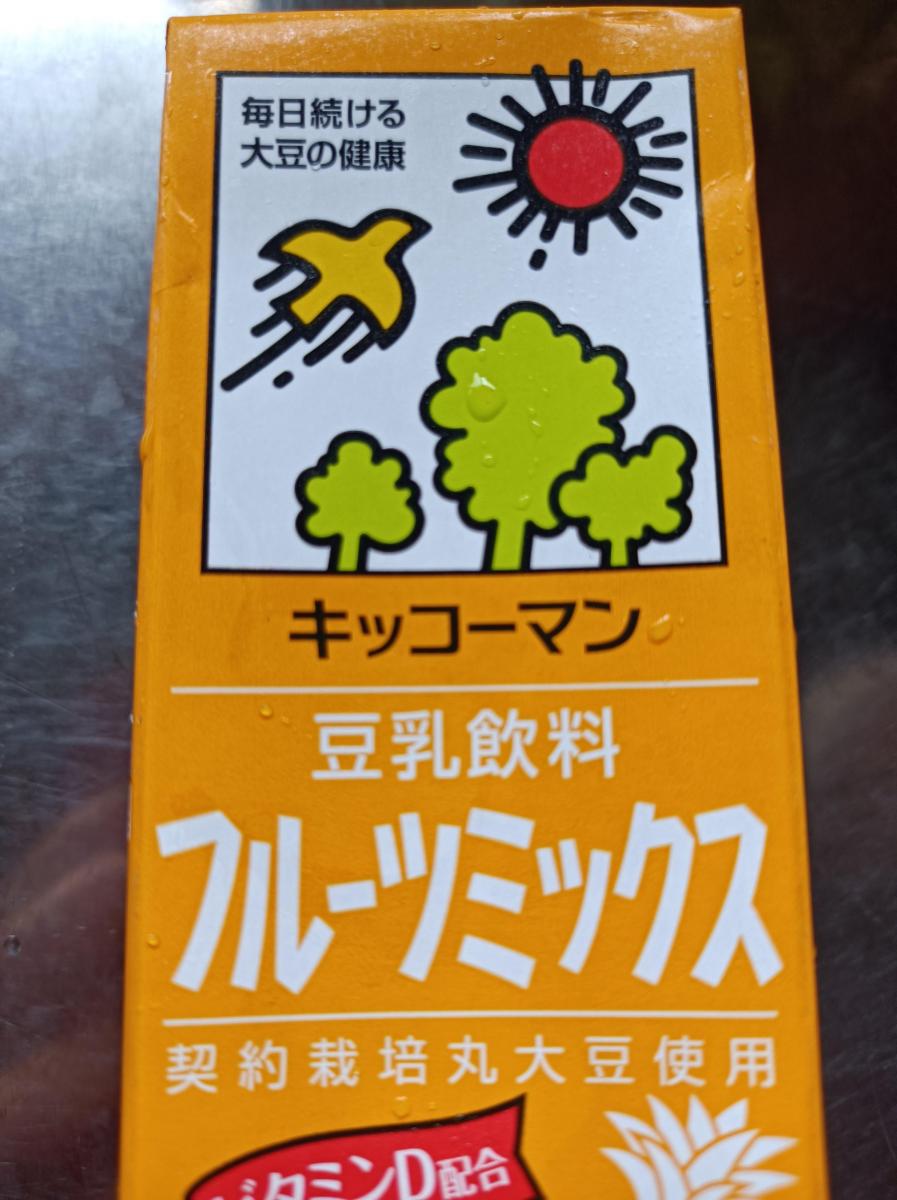 毎日続ける
大豆の健康
キッコーマン
豆乳飲料
フルーツミックス
契約栽培丸大豆使用
ビタミンD配合